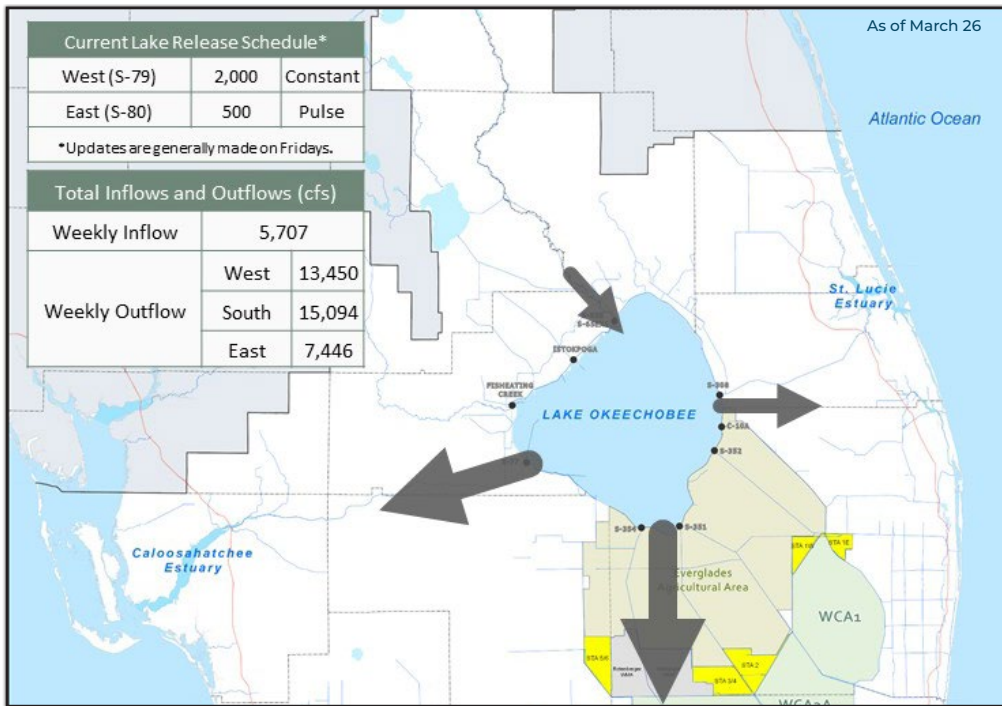 As of March 26
Current Lake Release Schedule*
West (S-79) 2,000 Constant
East (S-80) 500 Pulse
*Updates are generally made on Fridays.
Total Inflows and Outflows (cfs)
Weekly Inflow 5,707
Weekly Outflow
West 13,450
South 15,094
East 7,446
Atlantic Ocean
St. Lucie
Estuary
ISTOKPOGA
FISHEATING
CREEK
LAKE OKEECHOBEE
S-308
C-10A
S-352
S-354
S-351
Caloosahatchee
Estuary
Everglades
Agricultural Area
STA 1W
STA 1E
WCA1
STA 5/6
STA 2
STA 3/4
WCA2A